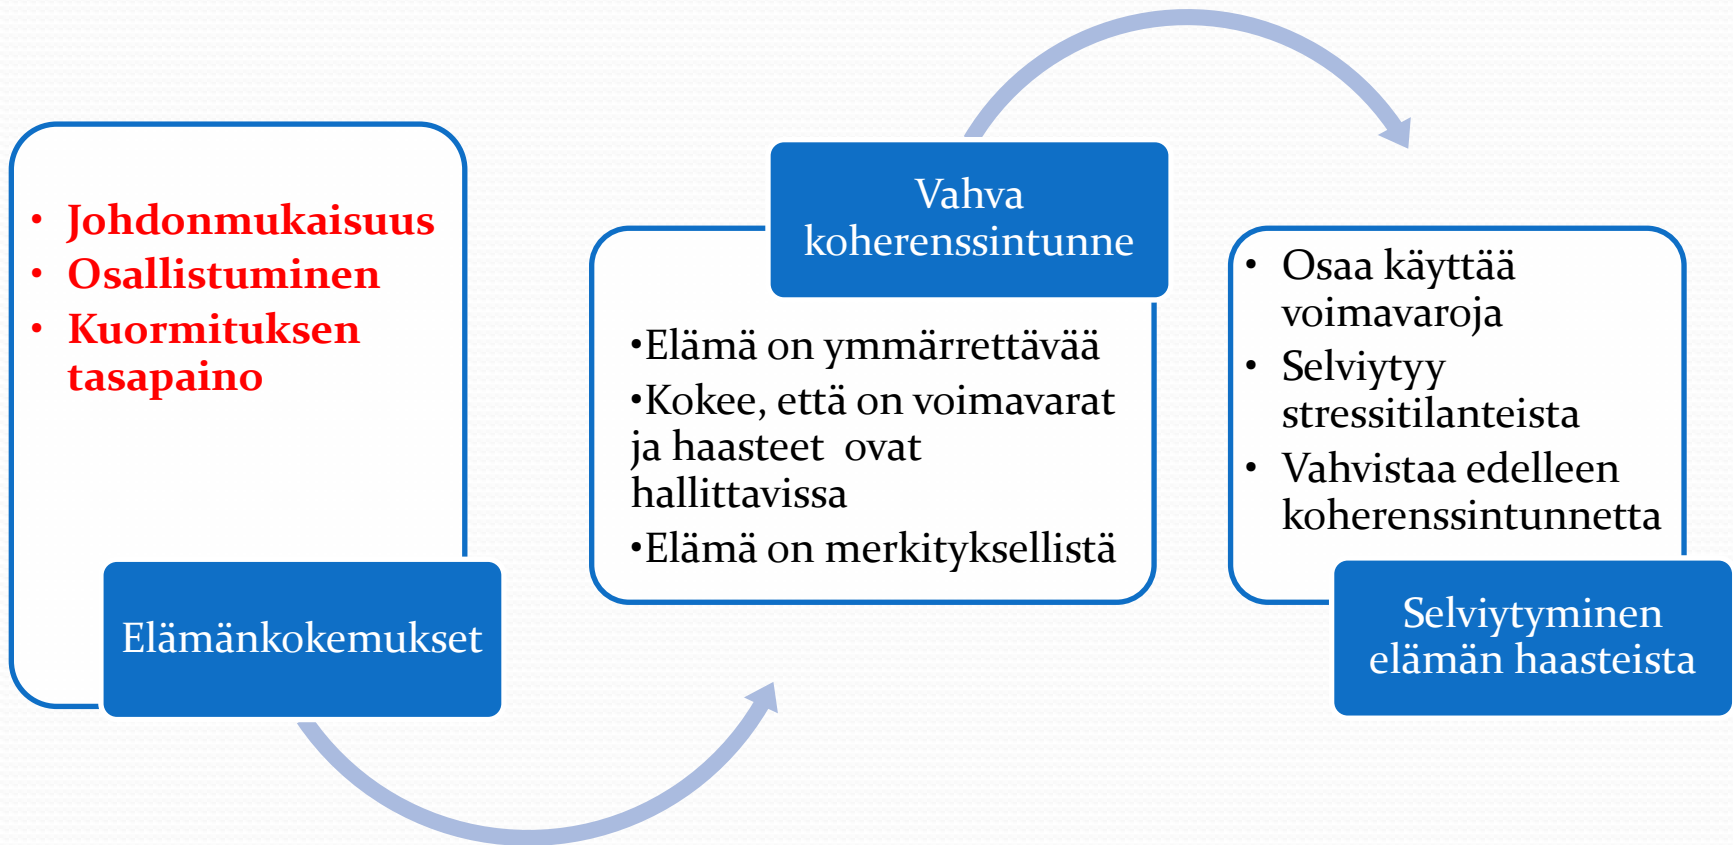 • Johdonmukaisuus
• Osallistuminen
• Kuormituksen
tasapaino
Elämänkokemukset
Vahva
koherenssintunne
•Elämä on ymmärrettävää
•Kokee, että on voimavarat
ja haasteet ovat
hallittavissa
•Elämä on merkityksellistä
• Osaa käyttää
voimavaroja
• Selviytyy
stressitilanteista
• Vahvistaa edelleen
koherenssintunnetta
Selviytyminen
elämän haasteista